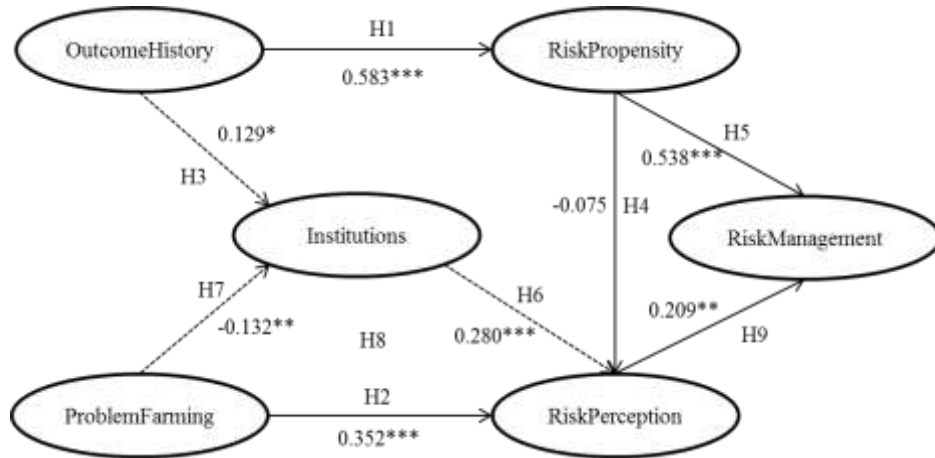 H1
OutcomeHistory
RiskPropensity
0.583***
0.129*
H5
0.538***
H3
-0.075
H4
Institutions
RiskManagement
H7
H6
-0.132**
0.280***
0.209**
H8
H9
H2
ProblemFarming
RiskPerception
0.352***